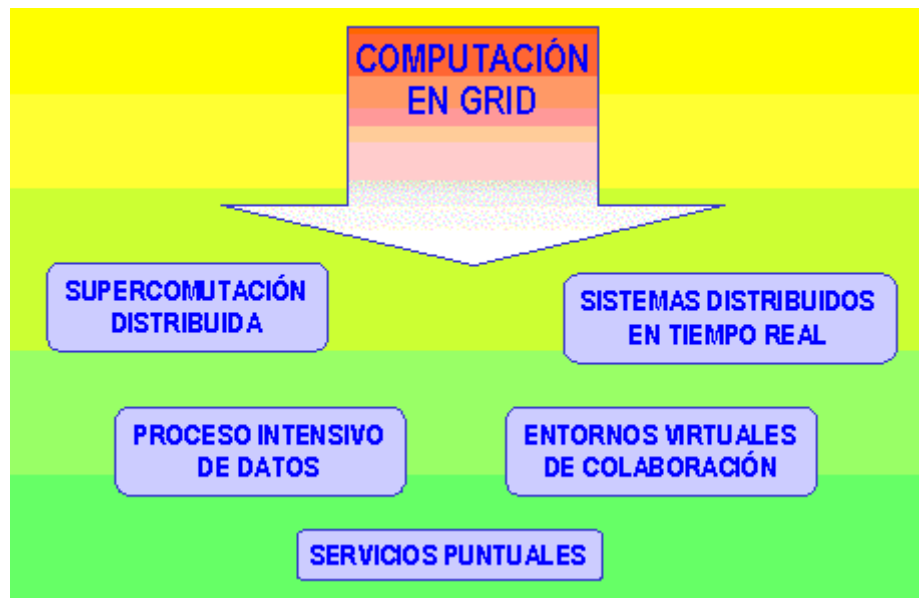 COMPUTACIÓN
EN GRID
SUPERCOMUTACIÓN
DISTRIBUIDA
SISTEMAS DISTRIBUIDOS
EN TIEMPO REAL
PROCESO INTENSIVO
DE DATOS
ENTORNOS VIRTUALES
DE COLABORACIÓN
SERVICIOS PUNTUALES